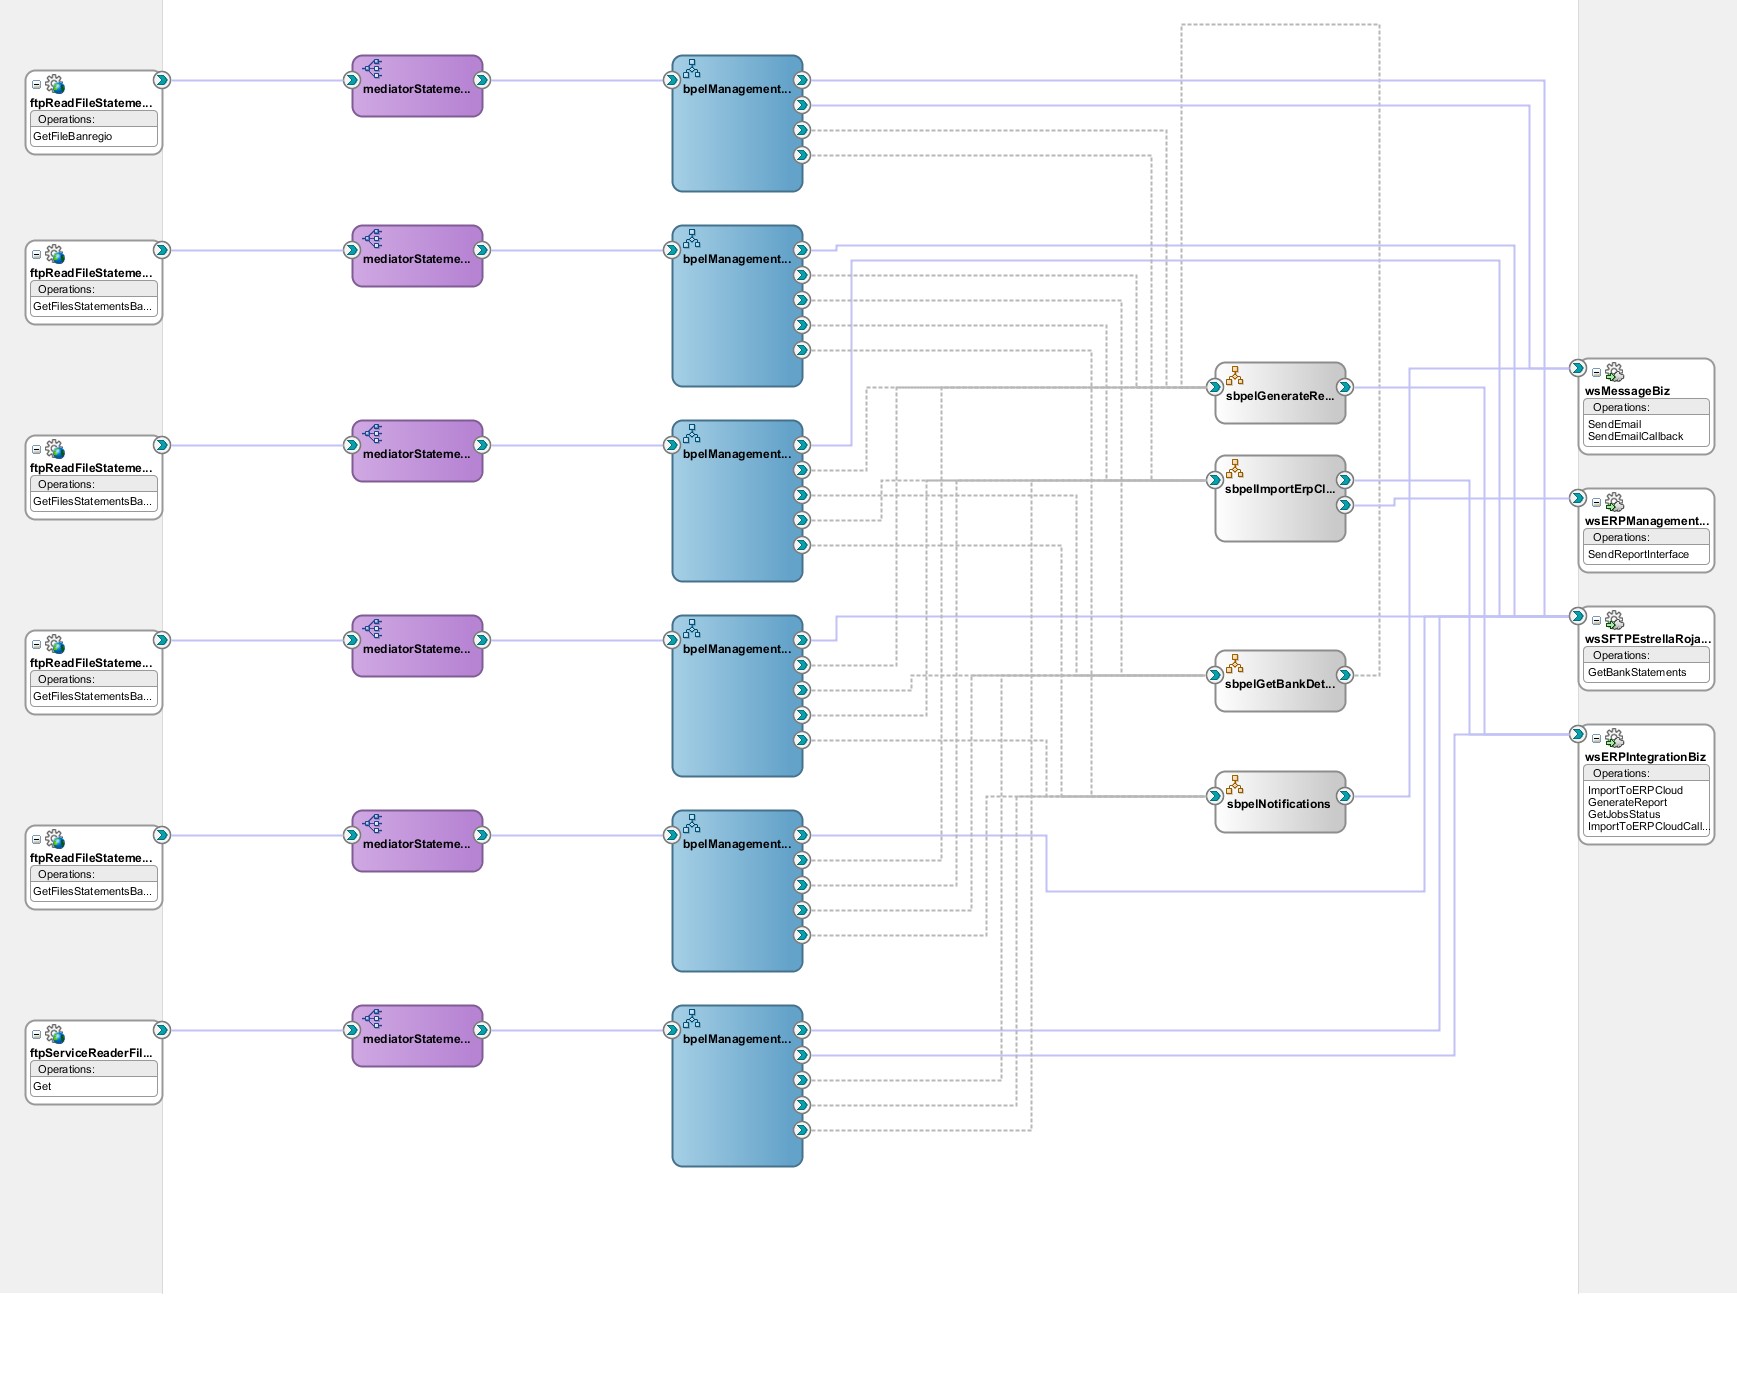 ftpReadFileStateme...
Operations:
GetFileBanregio
mediatorStateme...
bpelManagement...
ftpReadFileStateme...
Operations:
GetFilesStatementsBa...
mediatorStateme...
bpelManagement...
ftpReadFileStateme...
Operations:
GetFilesStatementsBa...
mediatorStateme...
bpelManagement...
ftpReadFileStateme...
Operations:
GetFilesStatementsBa...
mediatorStateme...
bpelManagement...
ftpReadFileStateme...
Operations:
GetFilesStatementsBa...
mediatorStateme...
bpelManagement...
ftpServiceReaderFil...
Operations:
Get
mediatorStateme...
bpelManagement...
sbpelGenerateRe...
sbpelImportErpCl...
sbpelGetBankDet...
sbpelNotifications
wsMessageBiz
Operations:
SendEmail
SendEmailCallback
wsERPManagement...
Operations:
SendReportInterface
wsSFTPEstrellaRoja...
Operations:
GetBankStatements
wsERPIntegrationBiz
Operations:
ImportToERPCloud
GenerateReport
GetJobsStatus
ImportToERPCloudCall...